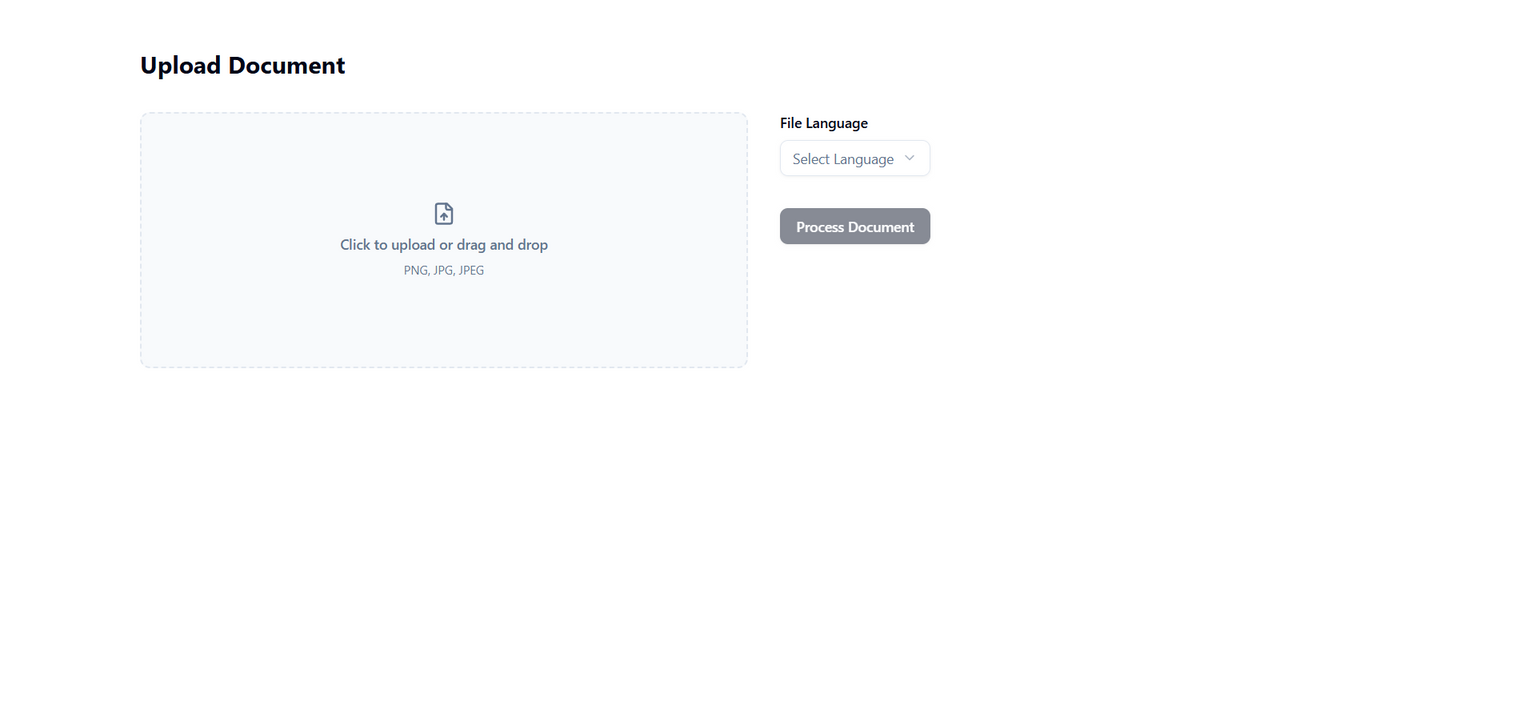 Upload Document
Click to upload or drag and drop
PNG, JPG, JPEG
File Language
Select Language
Process Document